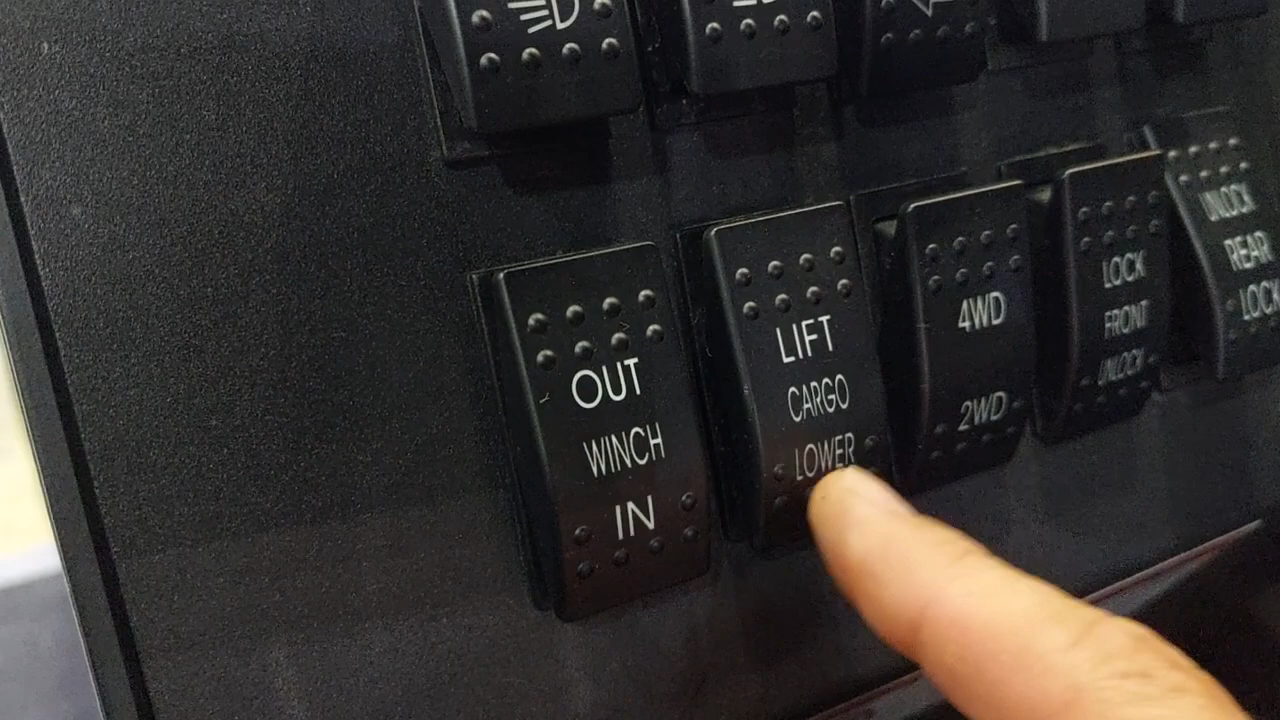 OUT
WINCH
IN
LIFT
CARGO
LOWER
4WD
2WD
LOCK
FRONT
UNLOCK
UNLOCK
REAR
LOCK